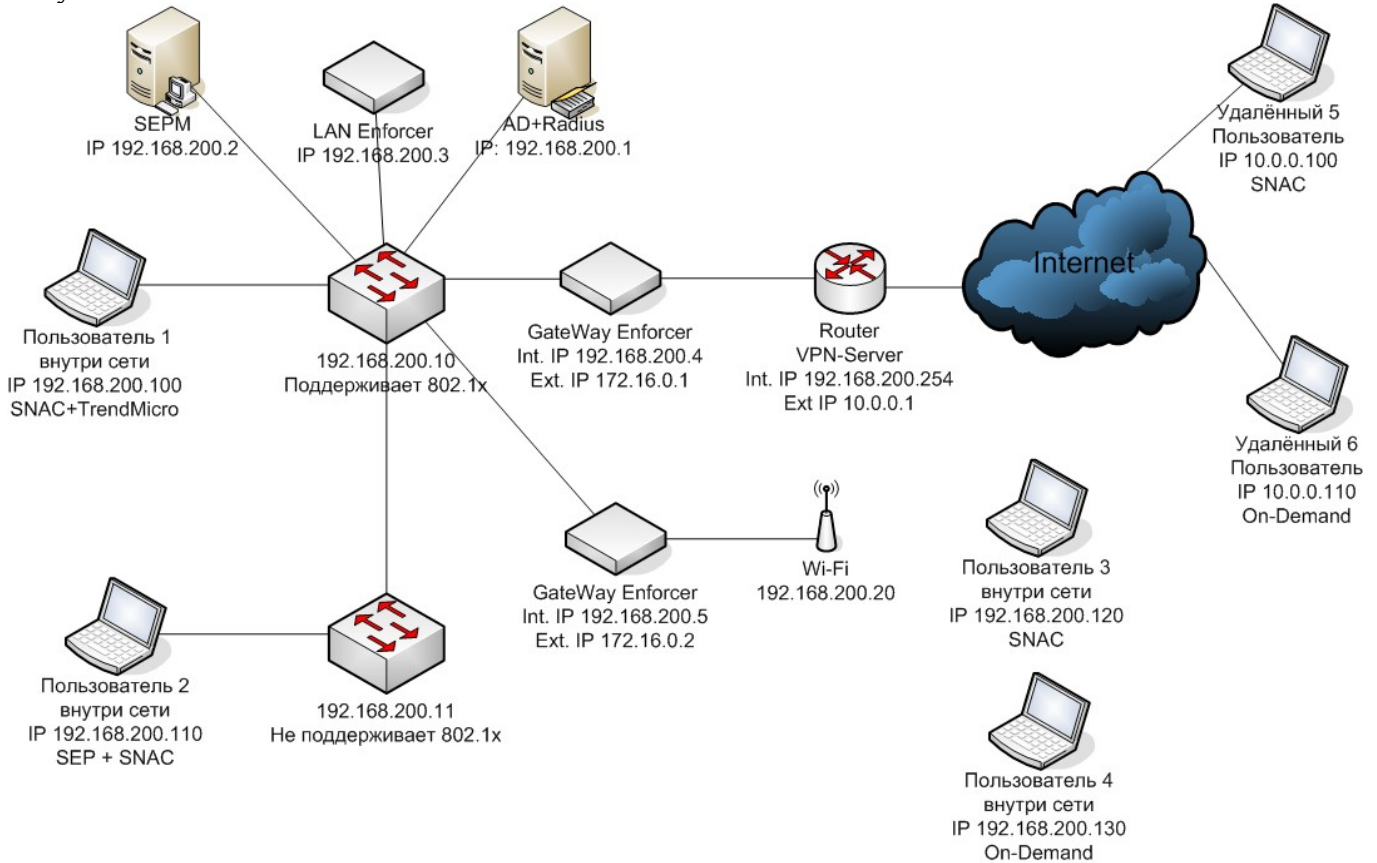 SEPM
IP 192.168.200.2
LAN Enforcer
IP 192.168.200.3
AD+Radius
IP: 192.168.200.1
Удалённый 5
Пользователь
IP 10.0.0.100
SNAC
Пользователь 1
внутри сети
IP 192.168.200.100
SNAC+TrendMicro
192.168.200.10
Поддерживает 802.1x
GateWay Enforcer
Int. IP 192.168.200.4
Ext. IP 172.16.0.1
Router
VPN-Server
Int. IP 192.168.200.254
Ext IP 10.0.0.1
Internet
Удалённый 6
Пользователь
IP 10.0.0.110
On-Demand
GateWay Enforcer
Int. IP 192.168.200.5
Ext. IP 172.16.0.2
Wi-Fi
192.168.200.20
Пользователь 3
внутри сети
IP 192.168.200.120
SNAC
Пользователь 2
внутри сети
IP 192.168.200.110
SEP + SNAC
192.168.200.11
Не поддерживает 802.1x
Пользователь 4
внутри сети
IP 192.168.200.130
On-Demand